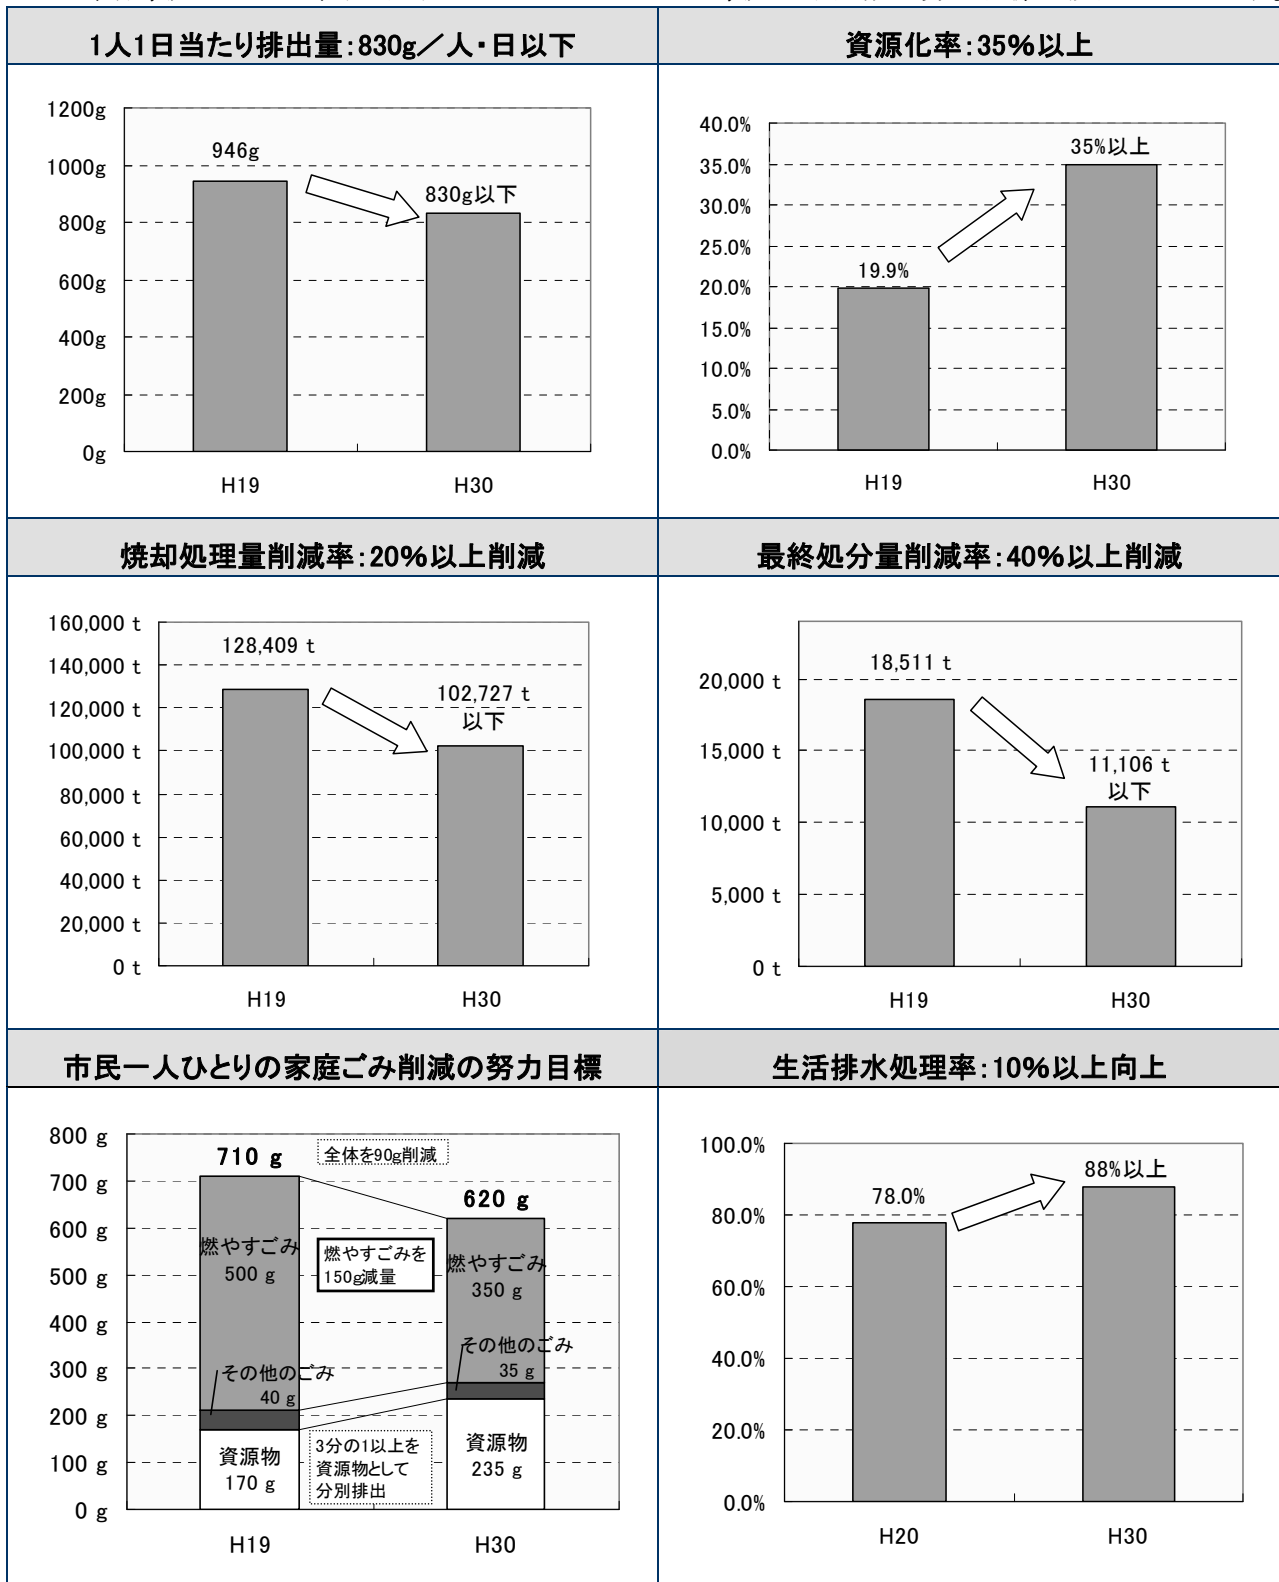 1人1日当たり排出量：830g／人・日以下
1200g
1000g
800g
600g
400g
200g
0g
946g
830g以下
H19
H30
資源化率：35％以上
40.0%
35.0%
30.0%
25.0%
20.0%
15.0%
10.0%
5.0%
0.0%
19.9%
35%以上
H19
H30
焼却処理量削減率：20％以上削減
160,000 t
140,000 t
120,000 t
100,000 t
80,000 t
60,000 t
40,000 t
20,000 t
0 t
128,409 t
102,727 t
以下
H19
H30
最終処分量削減率：40％以上削減
20,000 t
15,000 t
10,000 t
5,000 t
0 t
18,511 t
11,106 t
以下
H19
H30
市民一人ひとりの家庭ごみ削減の努力目標
800 g
700 g
600 g
500 g
400 g
300 g
200 g
100 g
0 g
710 g
全体を90g削減
620 g
燃やすごみ
500 g
燃やすごみを
150g減量
燃やすごみ
350 g
その他のごみ
40 g
その他のごみ
35 g
資源物
170 g
3分の1以上を
資源物として
分別排出
資源物
235 g
H19
H30
生活排水処理率：10％以上向上
100.0%
80.0%
60.0%
40.0%
20.0%
0.0%
78.0%
88%以上
H20
H30